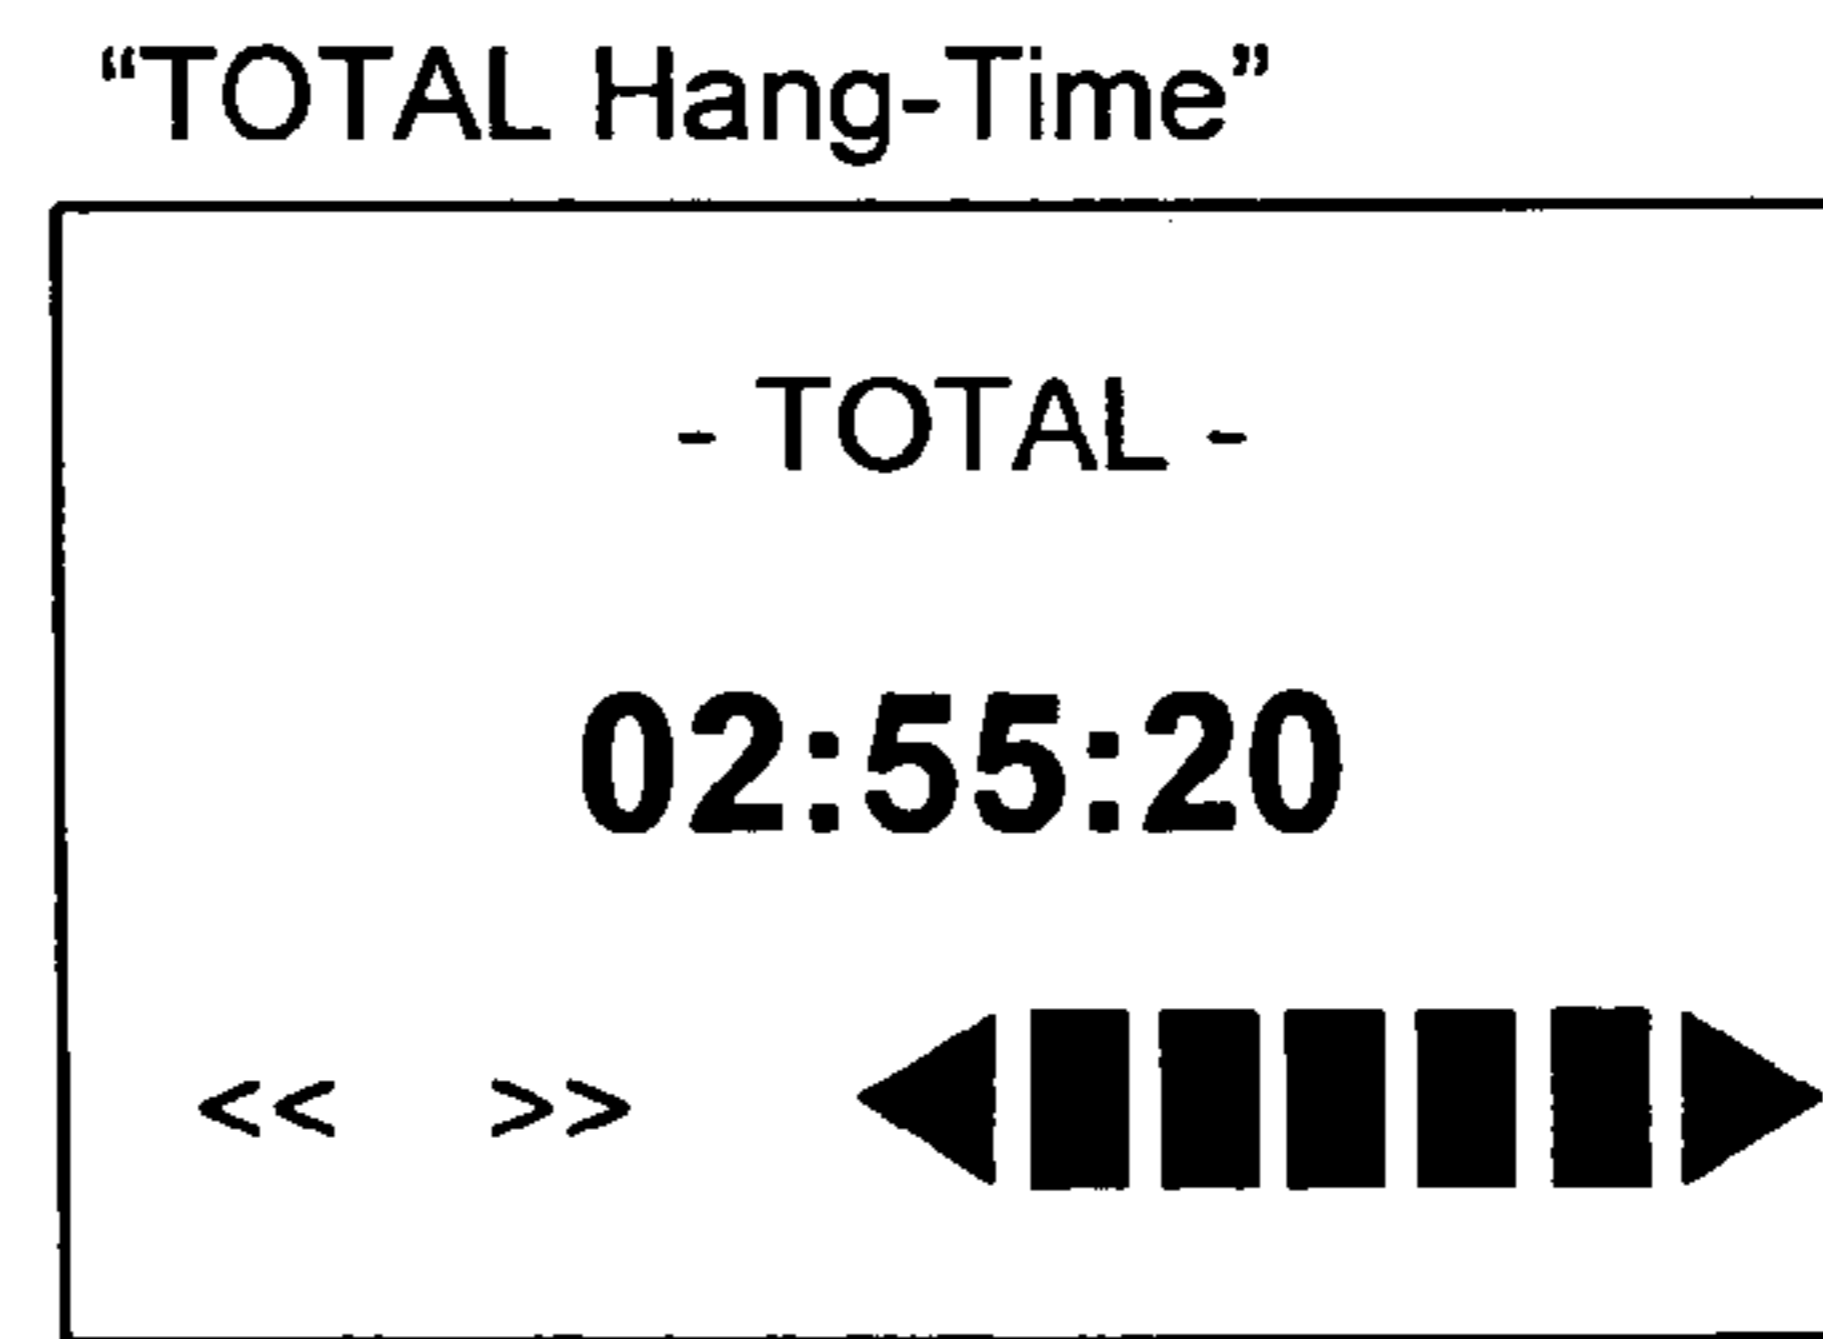 “TOTAL Hang-Time”
- TOTAL -
02:55:20
<< >>